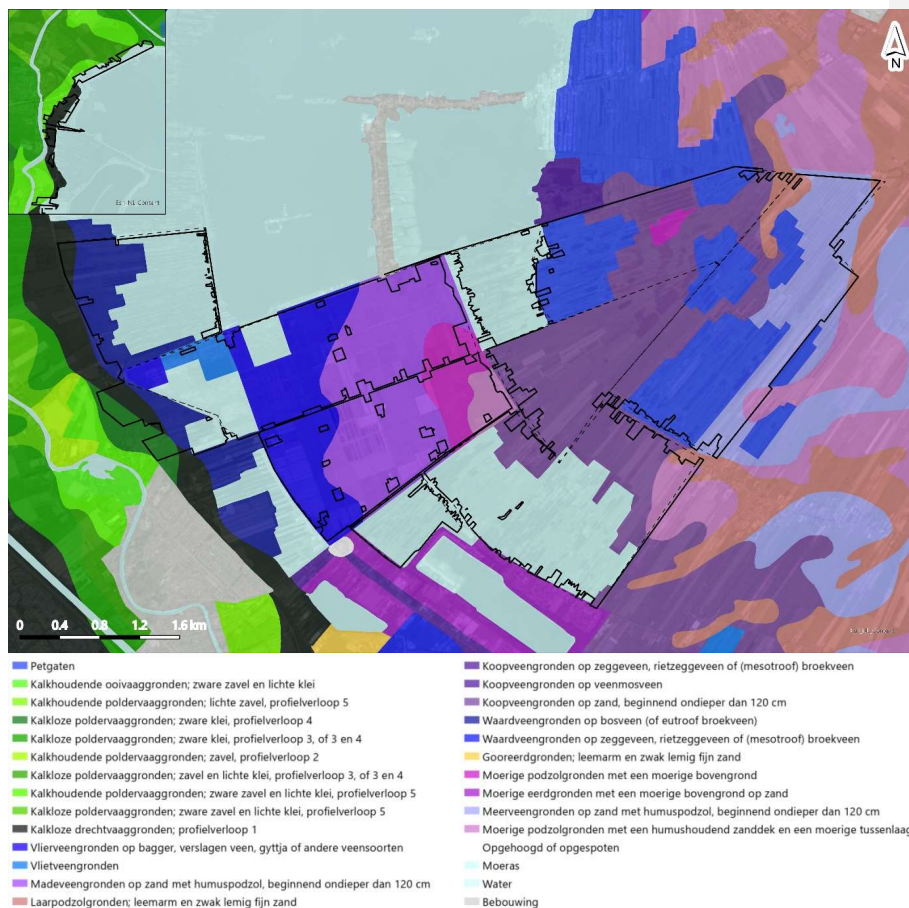 N
Esri NL Content
0 0.4 0.8 1.2 1.6 km
Petgaten
Kalkhoudende ooivaaggronden; zware zavel en lichte klei
Kalkhoudende poldervaaggronden; lichte zavel, profielverloop 5
Kalkloze poldervaaggronden; zware klei, profielverloop 4
Kalkloze poldervaaggronden; zware klei, profielverloop 3, of 3 en 4
Kalkhoudende poldervaaggronden; zavel, profielverloop 2
Kalkloze poldervaaggronden; zavel en lichte klei, profielverloop 3, of 3 en 4
Kalkhoudende poldervaaggronden; zware zavel en lichte klei, profielverloop 5
Kalkloze poldervaaggronden; zware zavel en lichte klei, profielverloop 5
Kalkloze drechtvaaggronden; profielverloop 1
Vlierveengronden op bagger, verslagen veen, gyttja of andere veensoorten
Vlietveengronden
Madeveengronden op zand met humuspodzol, beginnend ondieper dan 120 cm
Laarpodzolgronden; leemarm en zwak lemig fijn zand
Koopveengronden op zeggeveen, rietzeggeveen of (mesotroof) broekveen
Koopveengronden op veenmosveen
Koopveengronden op zand, beginnend ondieper dan 120 cm
Waardveengronden op bosveen (of eutroof broekveen)
Waardveengronden op zeggeveen, rietzeggeveen of (mesotroof) broekveen
Gooreerdgronden; leemarm en zwak lemig fijn zand
Moerige podzolgronden met een moerige bovengrond
Moerige eerdgronden met een moerige bovengrond op zand
Meerveengronden op zand met humuspodzol, beginnend ondieper dan 120 cm
Moerige podzolgronden met een humushoudend zanddek en een moerige tussenlaag
Opgehoogd of opgespoten
Moeras
Water
Bebouwing